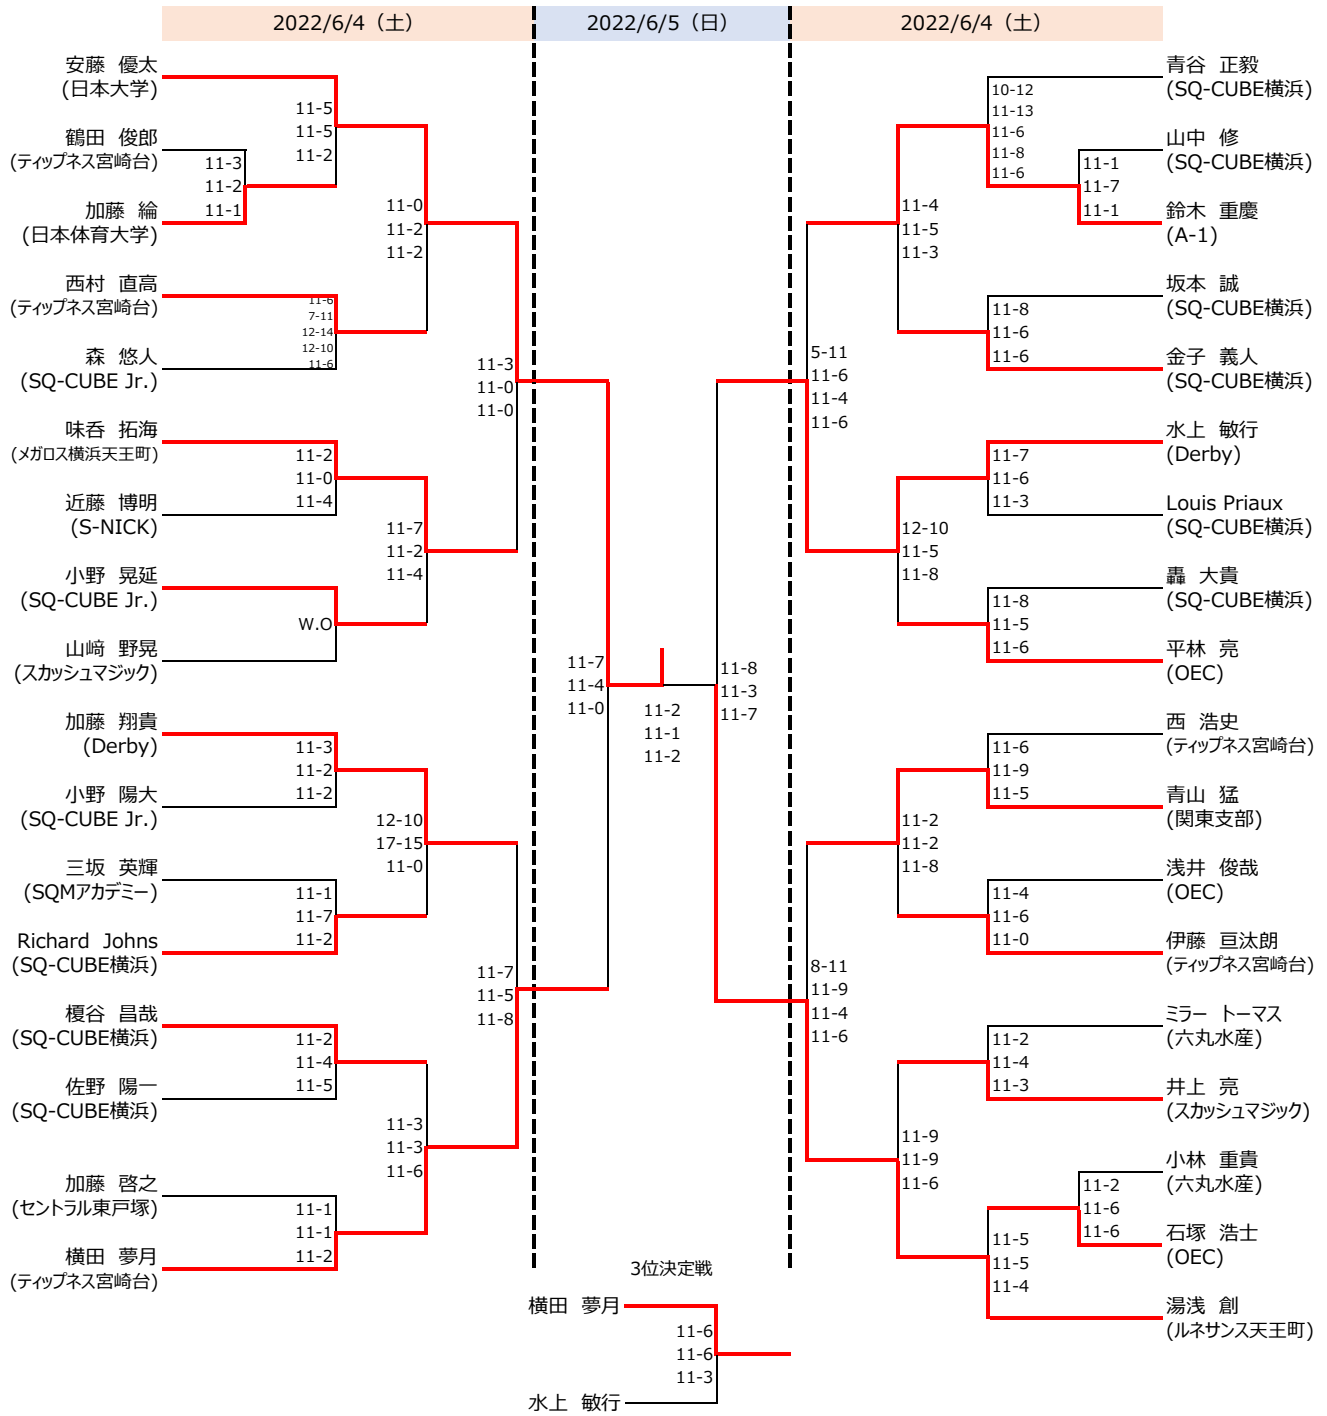 2022/6/4（土）
2022/6/5（日）
2022/6/4（土）
安藤 優太
(日本大学)
11-5
11-5
11-2
鶴田 俊郎
(ティップネス宮崎台)
11-3
11-2
11-1
加藤 綸
(日本体育大学)
11-0
11-2
11-2
西村 直高
(ティップネス宮崎台)
11-6
7-11
12-14
12-10
11-6
森 悠人
(SQ-CUBE Jr.)
11-3
11-0
11-0
味呑 拓海
(メガロス横浜天王町)
11-2
11-0
11-4
近藤 博明
(S-NICK)
11-7
11-2
11-4
小野 晃延
(SQ-CUBE Jr.)
W.O
山﨑 野晃
(スカッシュマジック)
11-7
11-4
11-0
加藤 翔貴
(Derby)
11-3
11-2
11-2
小野 陽大
(SQ-CUBE Jr.)
12-10
17-15
11-0
三坂 英輝
(SQMアカデミー)
11-1
11-7
11-2
Richard Johns
(SQ-CUBE横浜)
11-7
11-5
11-8
榎谷 昌哉
(SQ-CUBE横浜)
11-2
11-4
11-5
佐野 陽一
(SQ-CUBE横浜)
11-3
11-3
11-6
加藤 啓之
(セントラル東戸塚)
11-1
11-1
11-2
横田 夢月
(ティップネス宮崎台)
11-2
11-1
11-2
青谷 正毅
(SQ-CUBE横浜)
10-12
11-13
11-6
11-8
11-6
山中 修
(SQ-CUBE横浜)
11-1
11-7
11-1
鈴木 重慶
(A-1)
11-4
11-5
11-3
坂本 誠
(SQ-CUBE横浜)
11-8
11-6
11-6
金子 義人
(SQ-CUBE横浜)
5-11
11-6
11-4
11-6
水上 敏行
(Derby)
11-7
11-6
11-3
Louis Priaux
(SQ-CUBE横浜)
12-10
11-5
11-8
轟 大貴
(SQ-CUBE横浜)
11-8
11-5
11-6
平林 亮
(OEC)
11-8
11-3
11-7
西 浩史
(ティップネス宮崎台)
11-6
11-9
11-5
青山 猛
(関東支部)
11-2
11-2
11-8
浅井 俊哉
(OEC)
11-4
11-6
11-0
伊藤 亘汰朗
(ティップネス宮崎台)
8-11
11-9
11-4
11-6
ミラー トーマス
(六丸水産)
11-2
11-4
11-3
井上 亮
(スカッシュマジック)
11-9
11-9
11-6
小林 重貴
(六丸水産)
11-2
11-6
11-6
石塚 浩士
(OEC)
11-5
11-5
11-4
湯浅 創
(ルネサンス天王町)
3位決定戦
横田 夢月
11-6
11-6
11-3
水上 敏行